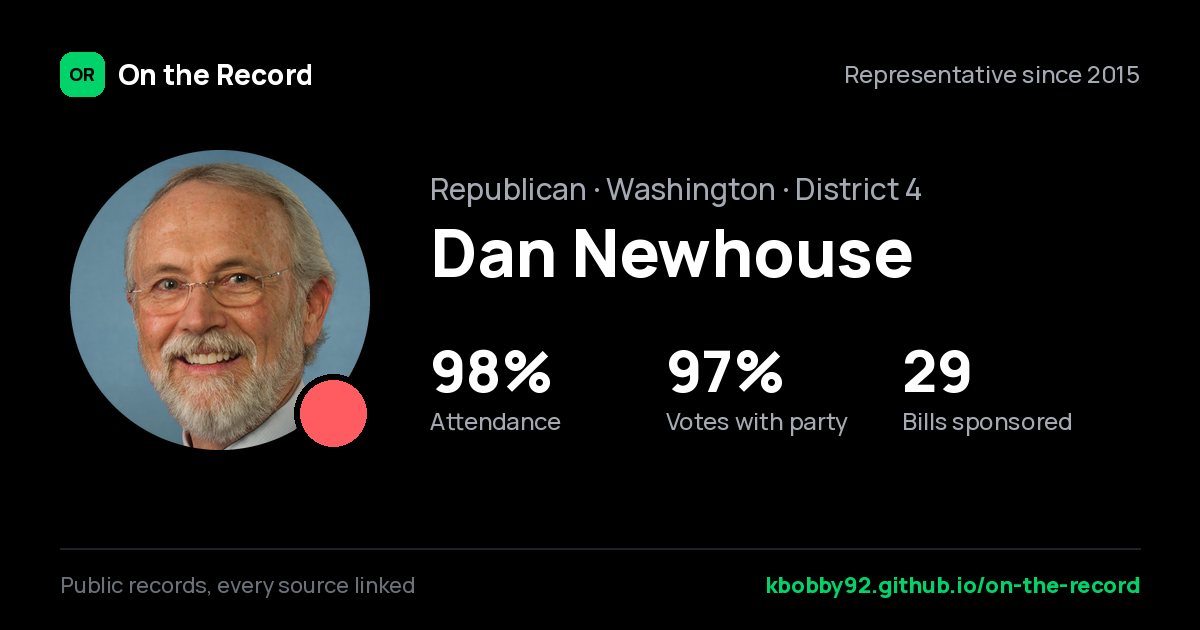 OR On the Record
Representative since 2015
Republican · Washington · District 4
Dan Newhouse
98% 97% 29
Attendance Votes with party Bills sponsored
Public records, every source linked
kbobby92.github.io/on-the-record